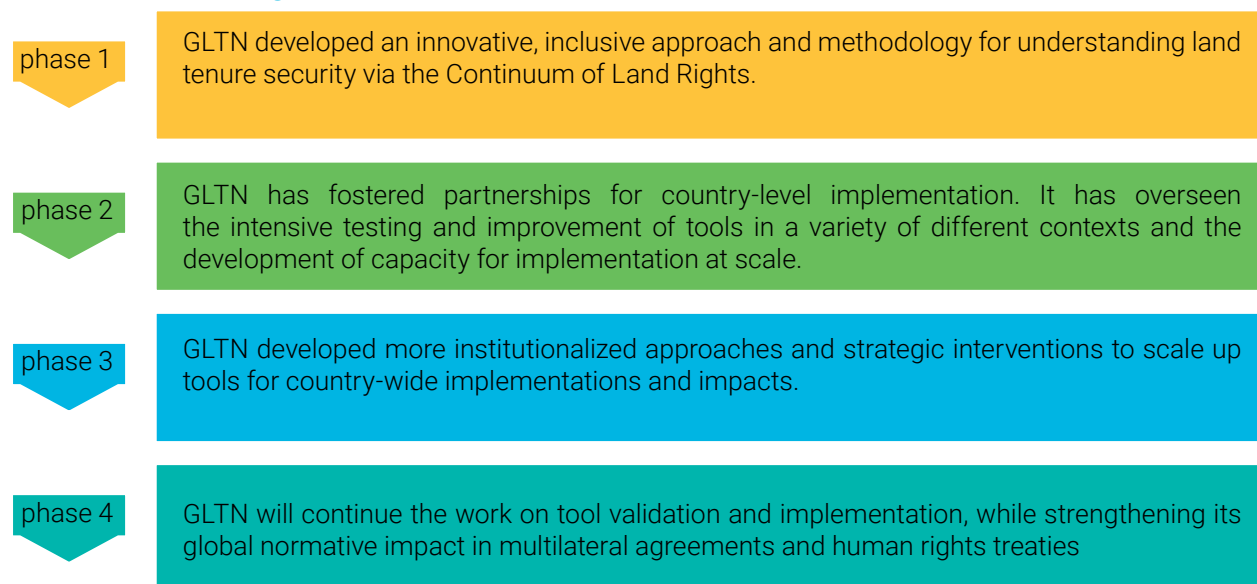 phase 1
GLTN developed an innovative, inclusive approach and methodology for understanding land
tenure security via the Continuum of Land Rights.
phase 2
GLTN has fostered partnerships for country-level implementation. It has overseen
the intensive testing and improvement of tools in a variety of different contexts and the
development of capacity for implementation at scale.
phase 3
GLTN developed more institutionalized approaches and strategic interventions to scale up
tools for country-wide implementations and impacts.
phase 4
GLTN will continue the work on tool validation and implementation, while strengthening its
global normative impact in multilateral agreements and human rights treaties